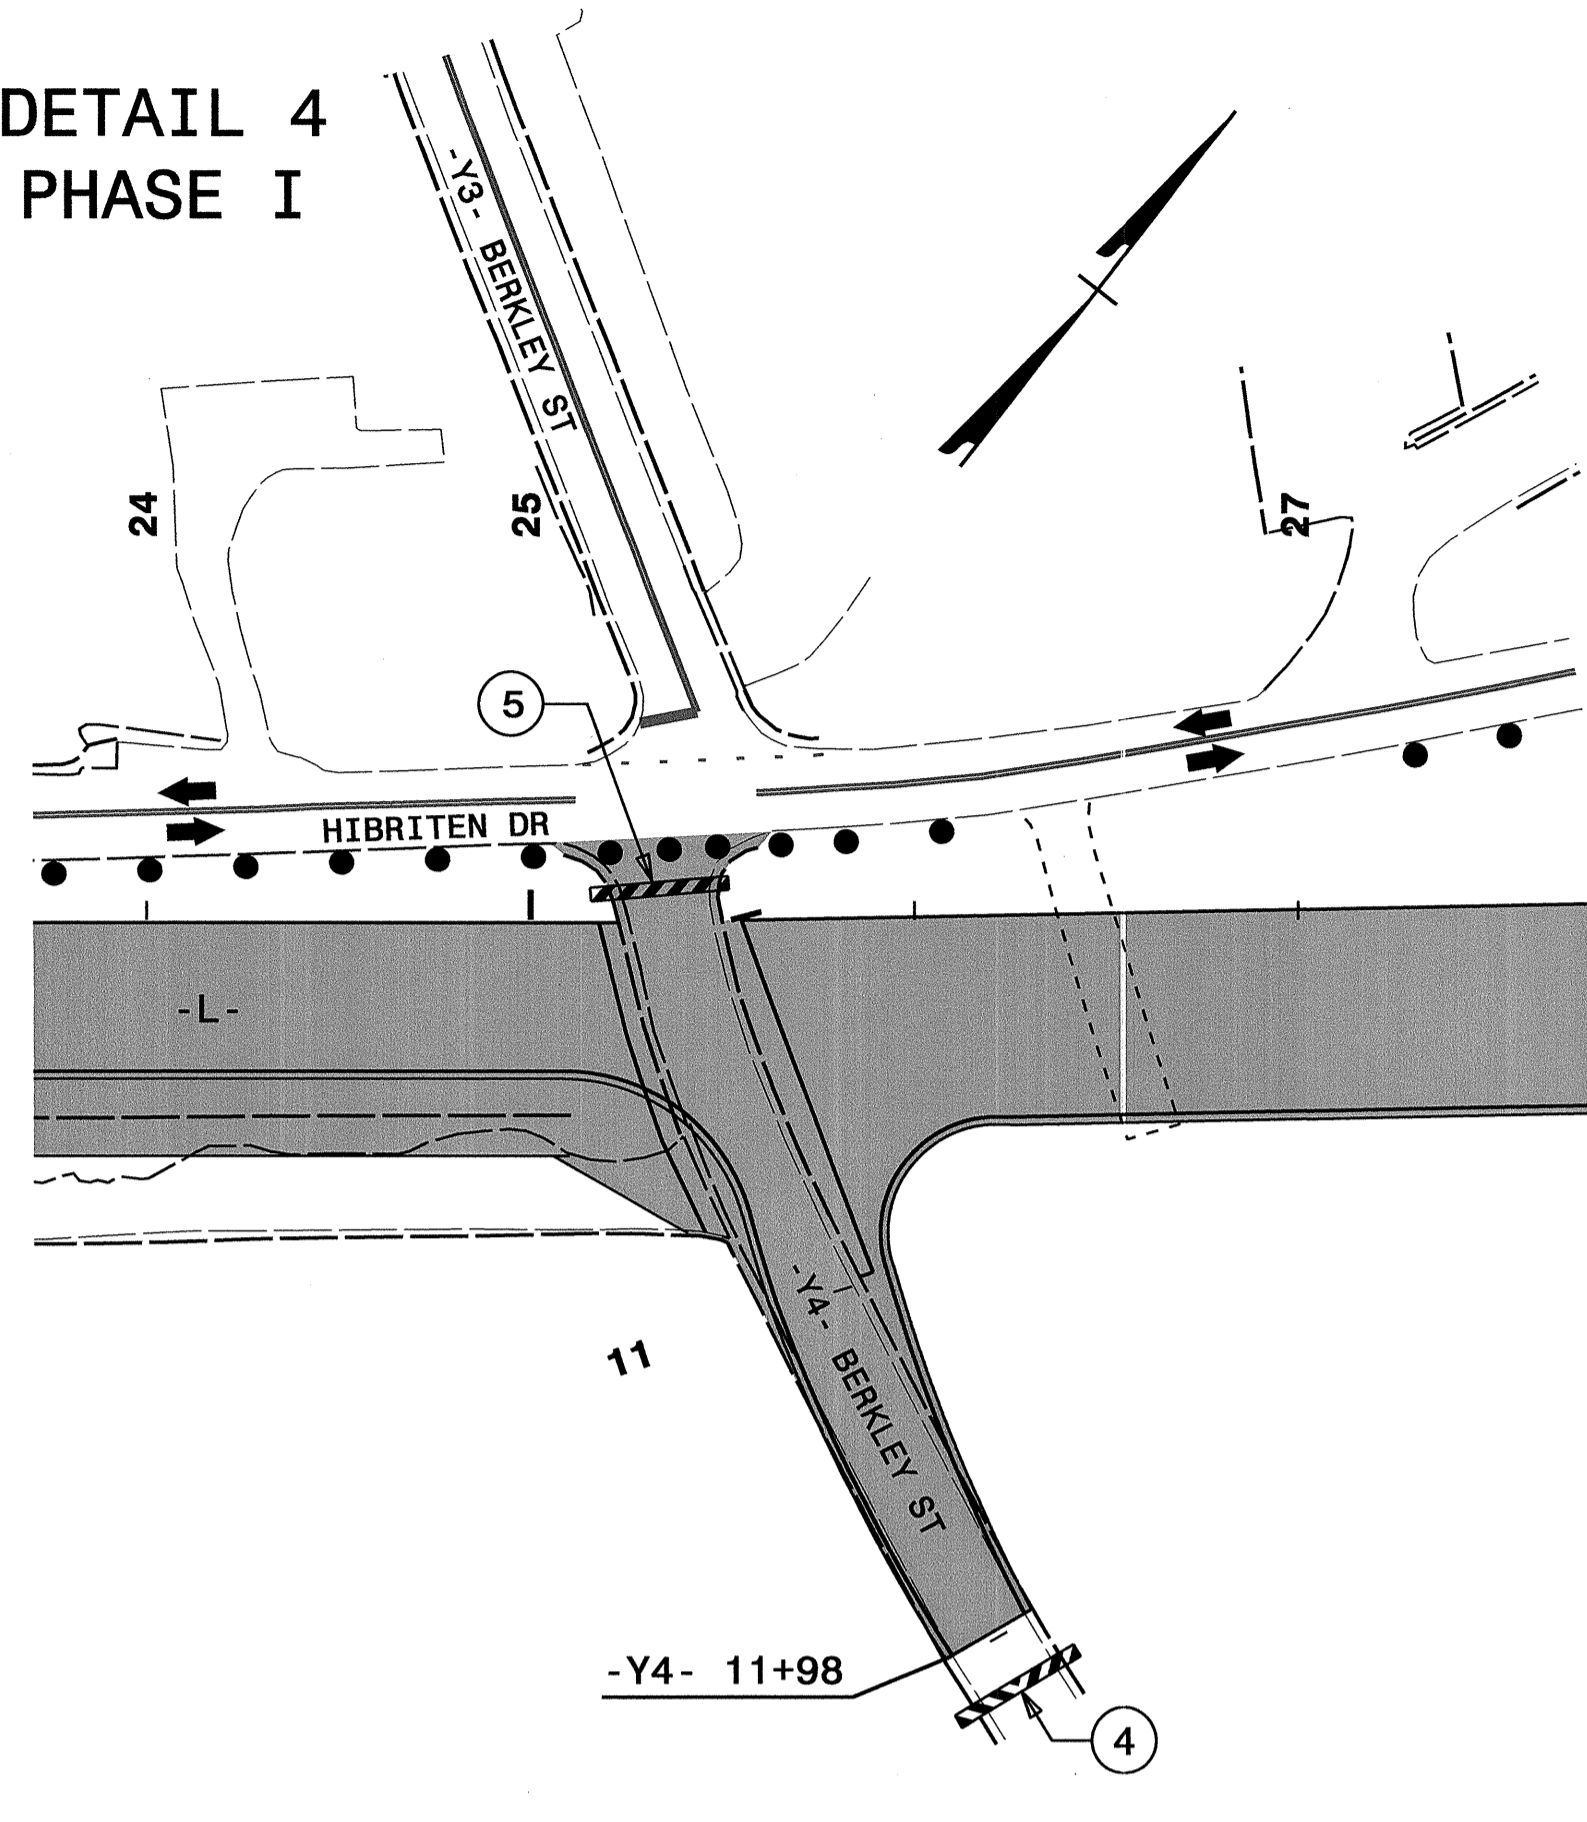 DETAIL 4
PHASE I
-Y3- BERKLEY ST
24
25
27
5
HIBRITEN DR
-L-
-Y4- BERKLEY ST
11
-Y4- 11+98
4